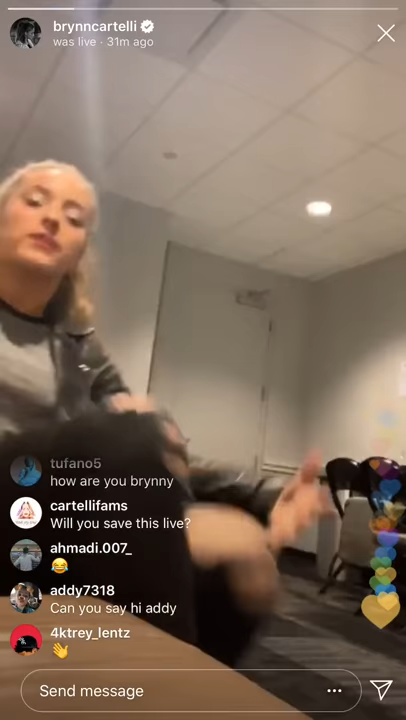 brynncartelli
was live · 31m ago
tufano5
how are you brynny
cartellifams
Will you save this live?
ahmadi.007_
😂
addy7318
Can you say hi addy
4ktrey_lentz
👋
Send message